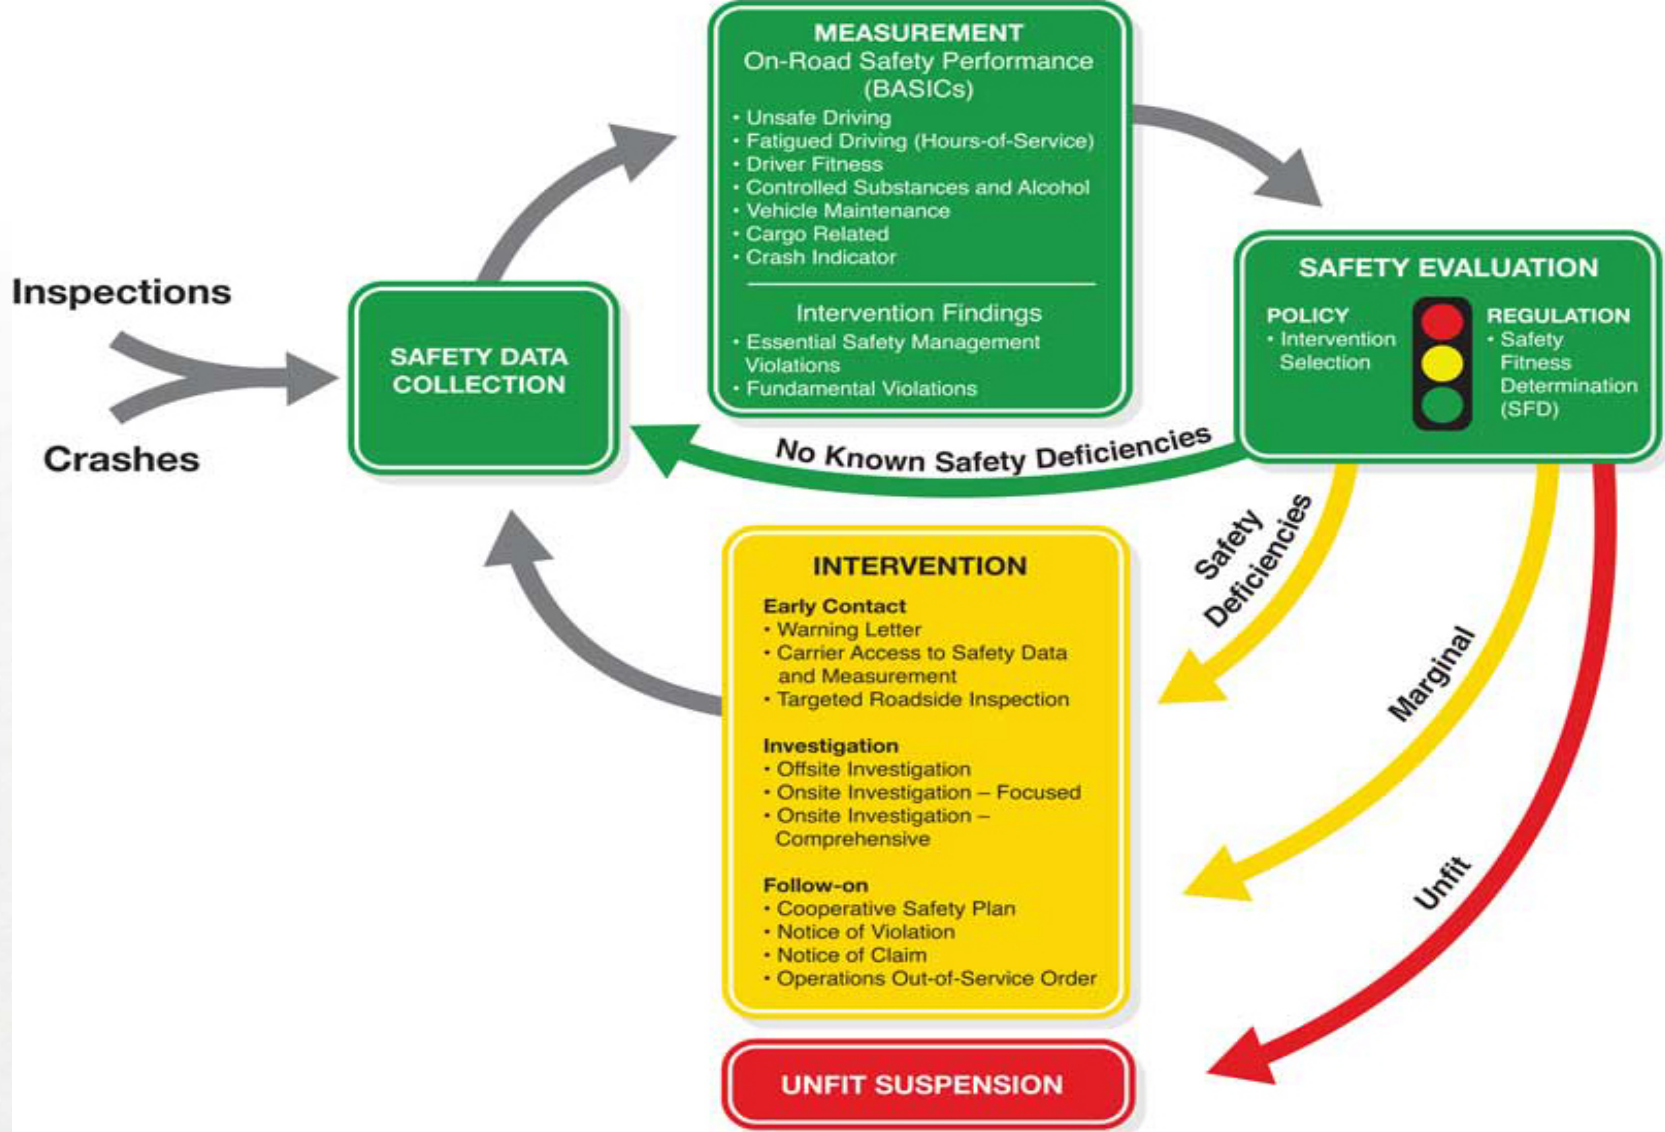 Inspections
Crashes
SAFETY DATA
COLLECTION
MEASUREMENT
On-Road Safety Performance
(BASICs)
• Unsafe Driving
• Fatigued Driving (Hours-of-Service)
• Driver Fitness
• Controlled Substances and Alcohol
• Vehicle Maintenance
• Cargo Related
• Crash Indicator
Intervention Findings
• Essential Safety Management
Violations
• Fundamental Violations
SAFETY EVALUATION
POLICY
• Intervention
Selection
REGULATION
• Safety
Fitness
Determination
(SFD)
No Known Safety Deficiencies
Safety
Deficiencies
Marginal
Unfit
INTERVENTION
Early Contact
• Warning Letter
• Carrier Access to Safety Data
and Measurement
• Targeted Roadside Inspection
Investigation
• Offsite Investigation
• Onsite Investigation – Focused
• Onsite Investigation –
Comprehensive
Follow-on
• Cooperative Safety Plan
• Notice of Violation
• Notice of Claim
• Operations Out-of-Service Order
UNFIT SUSPENSION